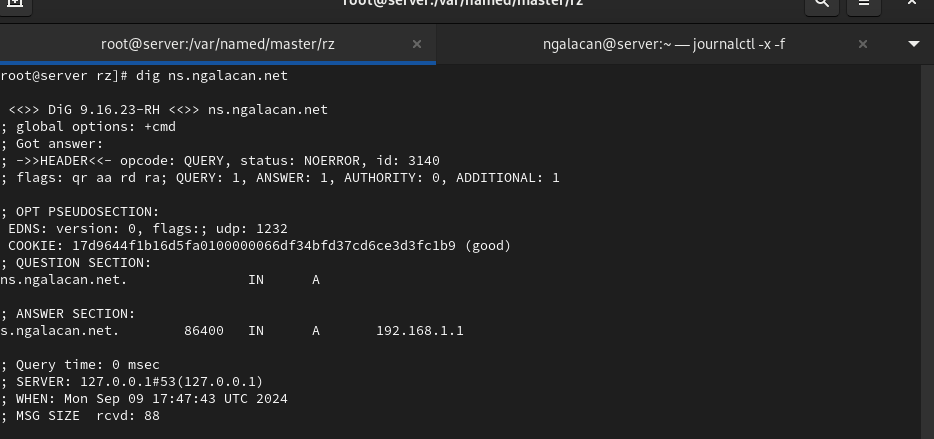 root@server:/var/named/master/rz
root@server:/var/named/master/rz
ngalacan@server:~ — journalctl -x -f
root@server rz]# dig ns.ngalacan.net
<<>> DiG 9.16.23-RH <<>> ns.ngalacan.net
; global options: +cmd
; Got answer:
; ->>HEADER<<- opcode: QUERY, status: NOERROR, id: 3140
; flags: qr aa rd ra; QUERY: 1, ANSWER: 1, AUTHORITY: 0, ADDITIONAL: 1
; OPT PSEUDOSECTION:
EDNS: version: 0, flags:; udp: 1232
COOKIE: 17d9644f1b16d5fa0100000066df34bfd37cd6ce3d3fc1b9 (good)
; QUESTION SECTION:
ns.ngalacan.net. IN A
; ANSWER SECTION:
s.ngalacan.net. 86400 IN A 192.168.1.1
; Query time: 0 msec
; SERVER: 127.0.0.1#53(127.0.0.1)
; WHEN: Mon Sep 09 17:47:43 UTC 2024
; MSG SIZE rcvd: 88